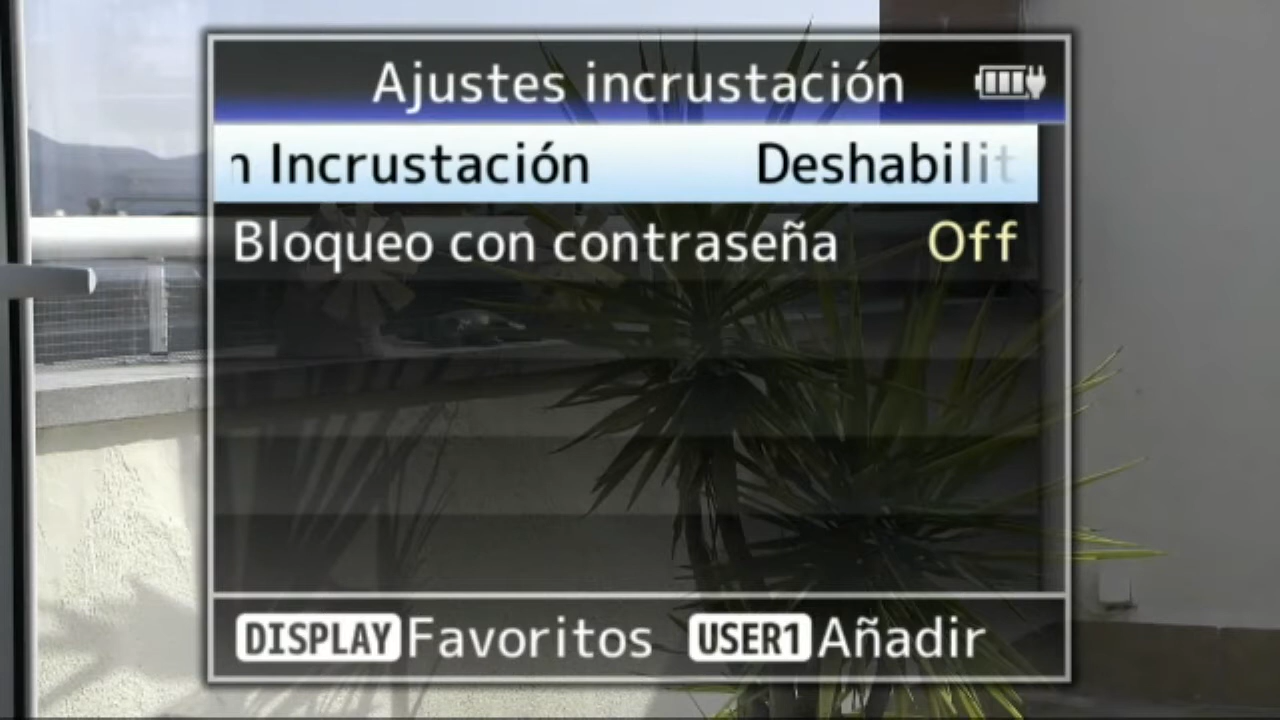 Ajustes incrustación
n Incrustación Deshabilit
Bloqueo con contraseña Off
DISPLAY Favoritos USER1 Añadir